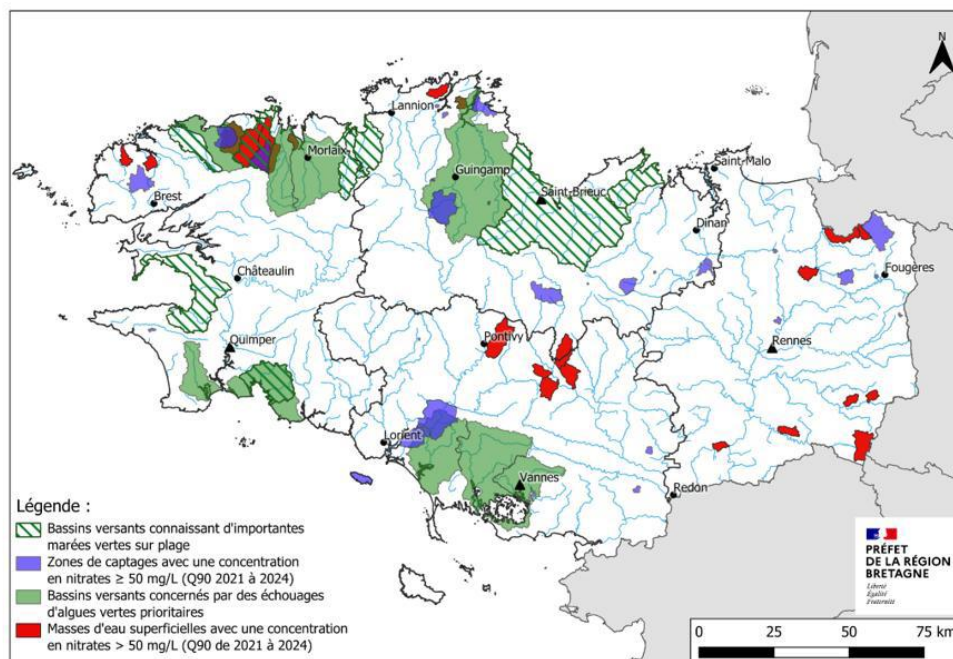 N
Lannion
Morlaix
Guingamp
Saint-Malo
Saint-Brieuc
Brest
Dinan
Châteaulin
Fougères
Quimper
Pontivy
Rennes
Lorient
Vannes
Redon
Légende :
Bassins versants connaissant d'importantes
marées vertes sur plage
Zones de captages avec une concentration
en nitrates ≥ 50 mg/L (Q90 2021 à 2024)
Bassins versants concernés par des échouages
d'algues vertes prioritaires
Masses d'eau superficielles avec une concentration
en nitrates > 50 mg/L (Q90 de 2021 à 2024)
PRÉFET
DE LA RÉGION
BRETAGNE
Liberté
Égalité
Fraternité
0 25 50 75 km